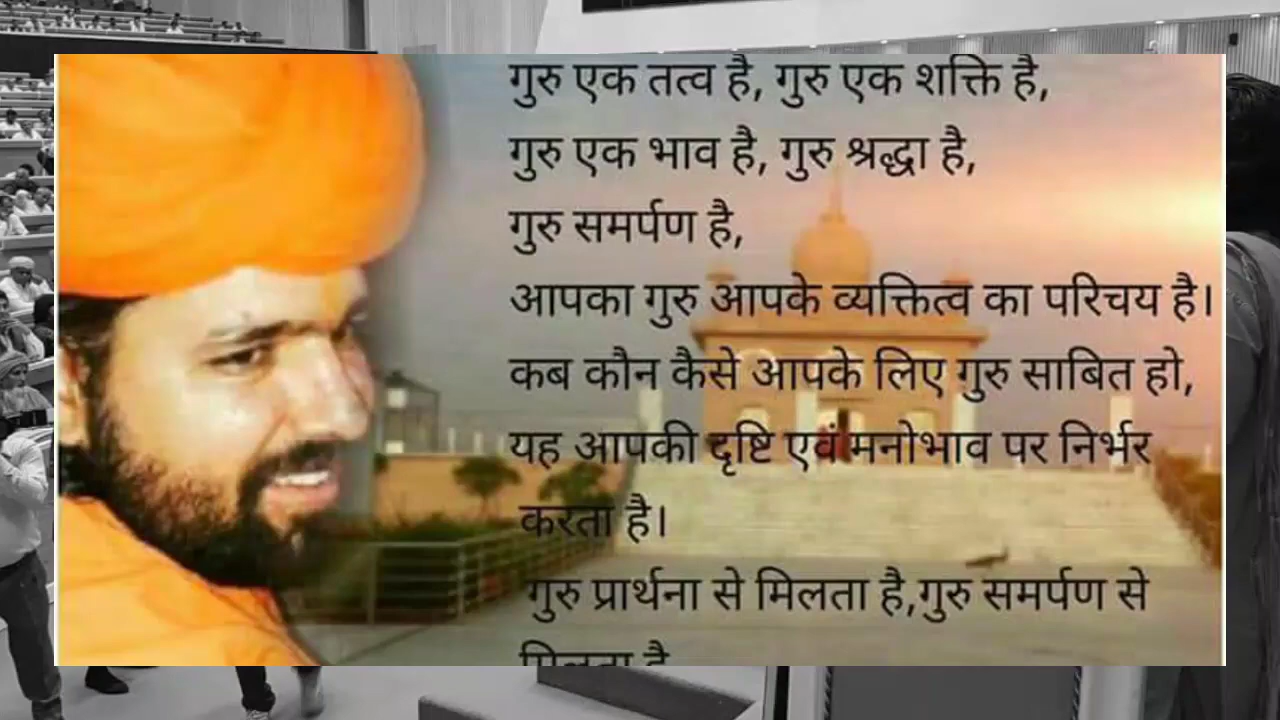 गुरु एक तत्व है, गुरु एक शक्ति है,
गुरु एक भाव है, गुरु श्रद्धा है,
गुरु समर्पण है,
आपका गुरु आपके व्यक्तित्व का परिचय है।
कब कौन कैसे आपके लिए गुरु साबित हो,
यह आपकी दृष्टि एवं मनोभाव पर निर्भर
करता है।
गुरु प्रार्थना से मिलता है,गुरु समर्पण से
मिलता है